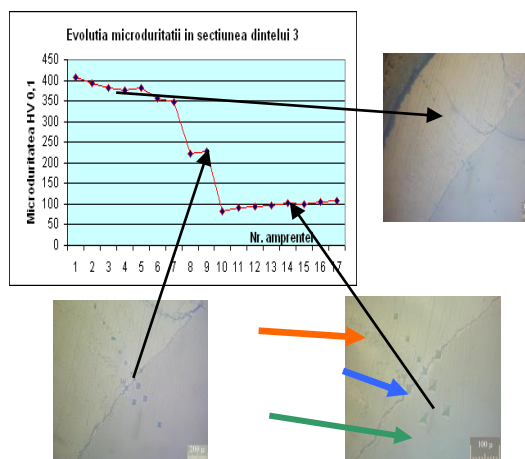 Evolutia microduritatii in sectiunea dintelui 3
Microduritatea HV 0,1
450
400
350
300
250
200
150
100
50
0
Nr. amprentei
1 2 3 4 5 6 7 8 9 10 11 12 13 14 15 16 17
200 µ
100 µ